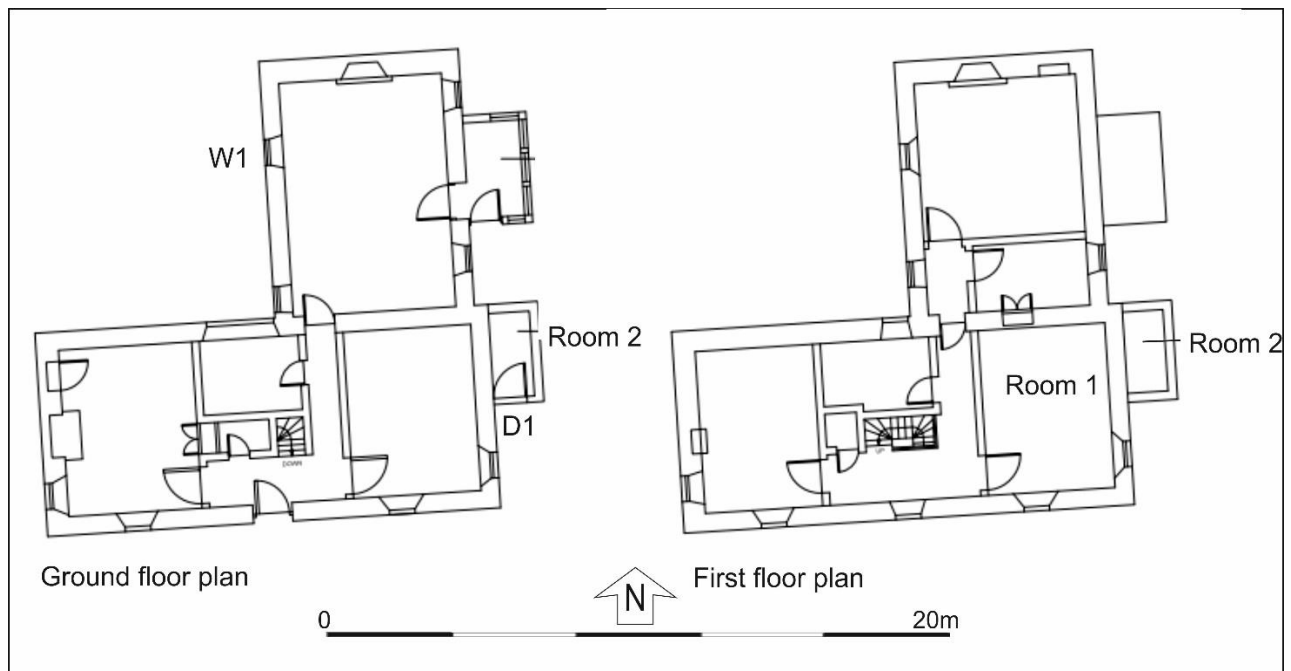 W1
Room 2
D1
DOWN
Room 1
Room 2
UP
Ground floor plan
First floor plan
N
0
20m